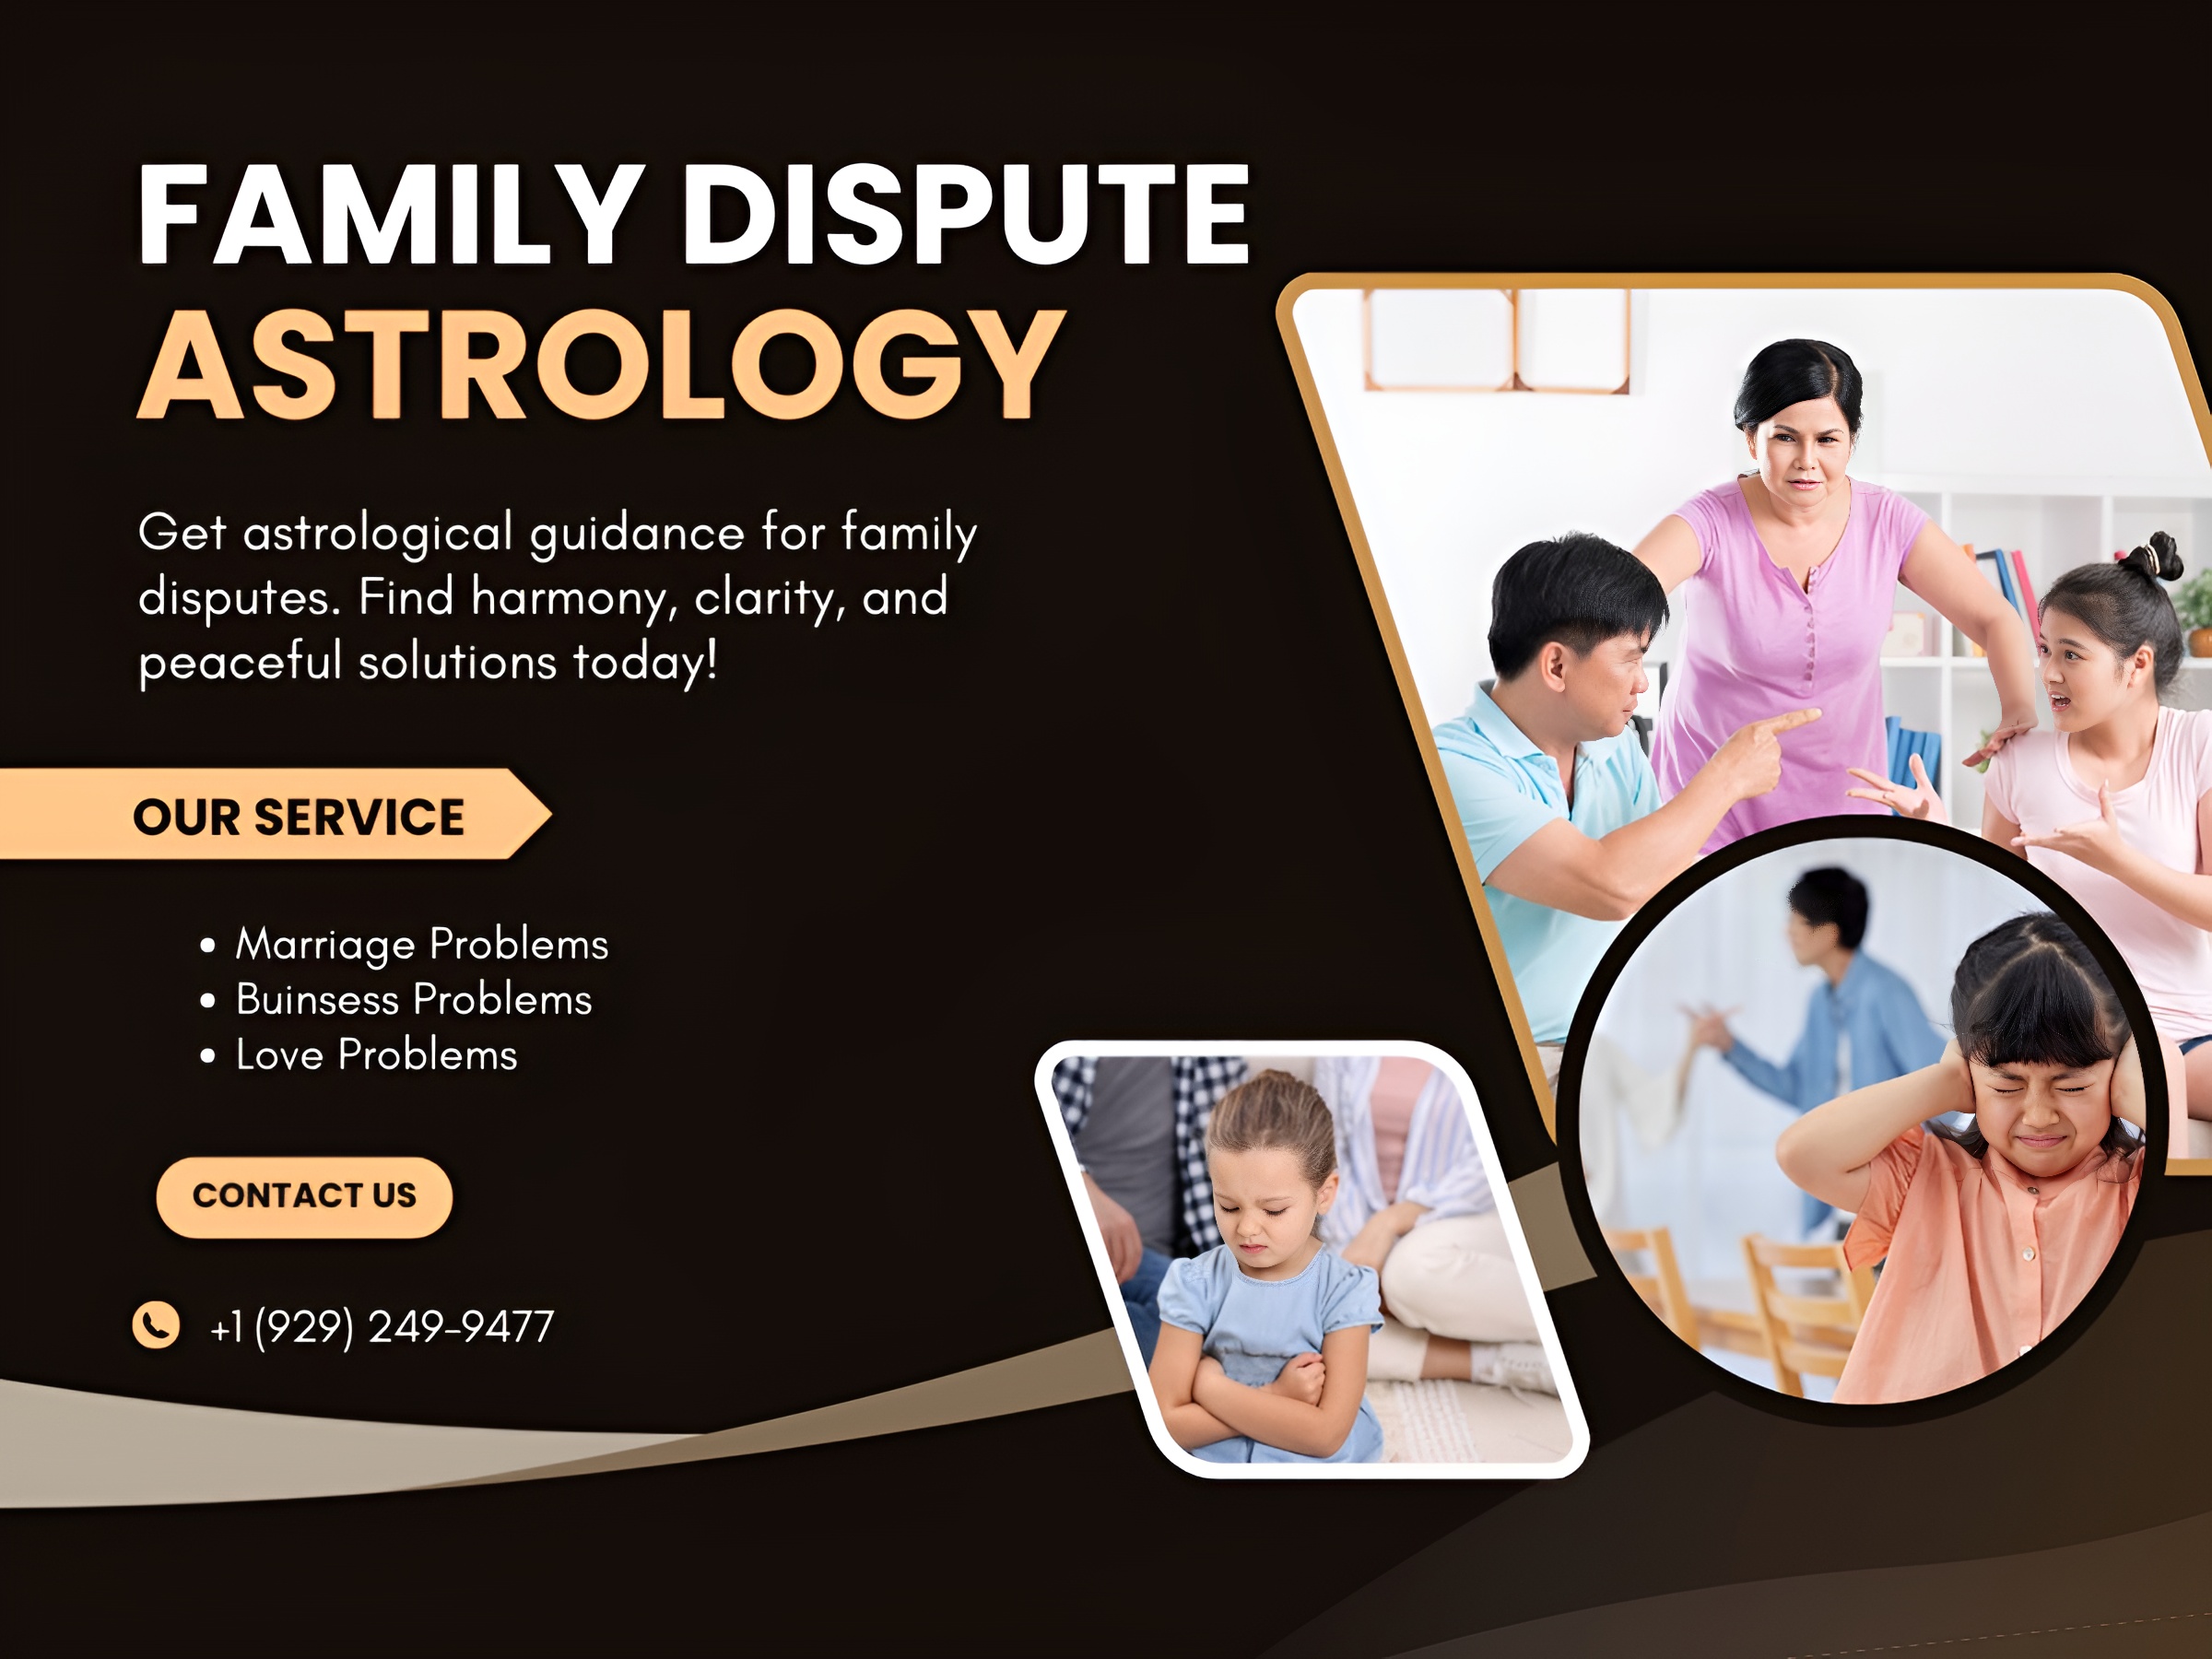 FAMILY DISPUTE
ASTROLOGY
Get astrological guidance for family
disputes. Find harmony, clarity, and
peaceful solutions today!
OUR SERVICE
• Marriage Problems
• Buinsess Problems
• Love Problems
CONTACT US
+1 (929) 249-9477